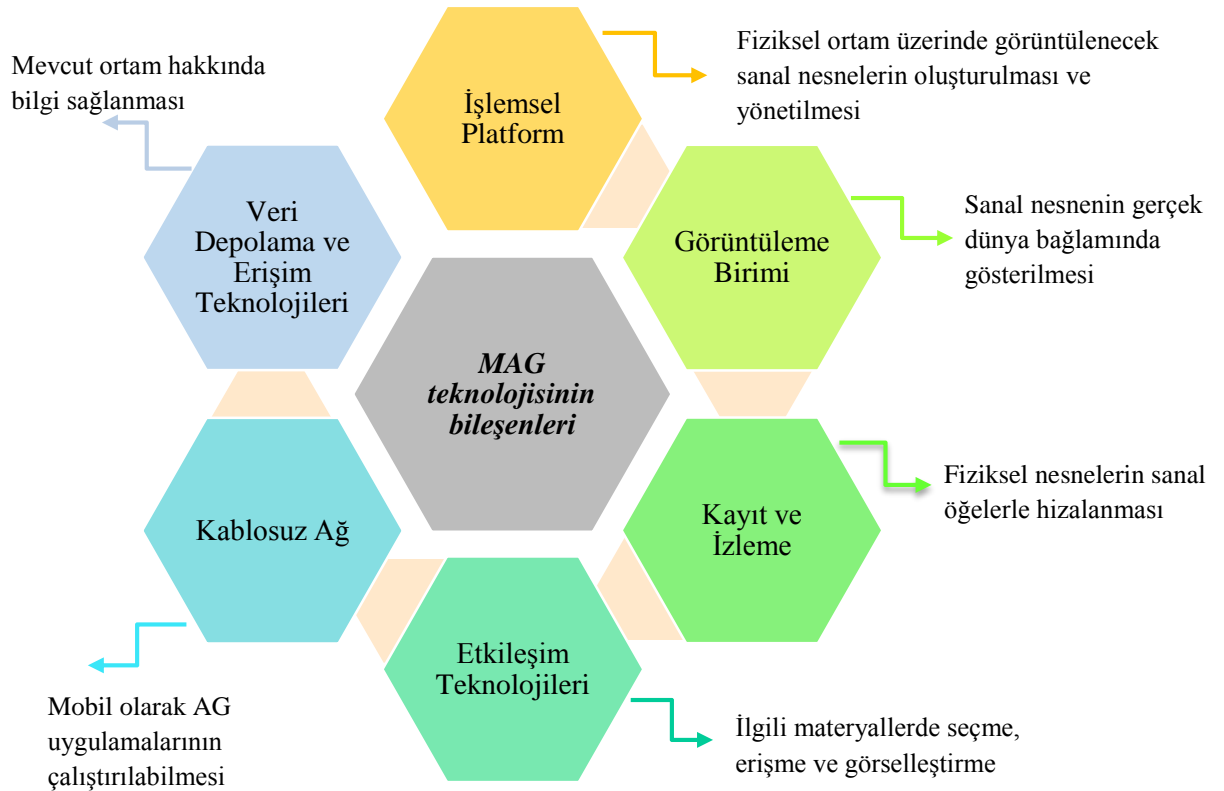 Mevcut ortam hakkında
bilgi sağlanması
İşlemsel
Platform
Fiziksel ortam üzerinde görüntülenecek
sanal nesnelerin oluşturulması ve
yönetilmesi
Veri
Depolama ve
Erişim
Teknolojileri
Görüntüleme
Birimi
Sanal nesnenin gerçek
dünya bağlamında
gösterilmesi
MAG
teknolojisinin
bileşenleri
Kablosuz Ağ
Kayıt ve
İzleme
Fiziksel nesnelerin sanal
öğelerle hizalanması
Etkileşim
Teknolojileri
Mobil olarak AG
uygulamalarının
çalıştırılabilmesi
İlgili materyallerde seçme,
erişme ve görselleştirme